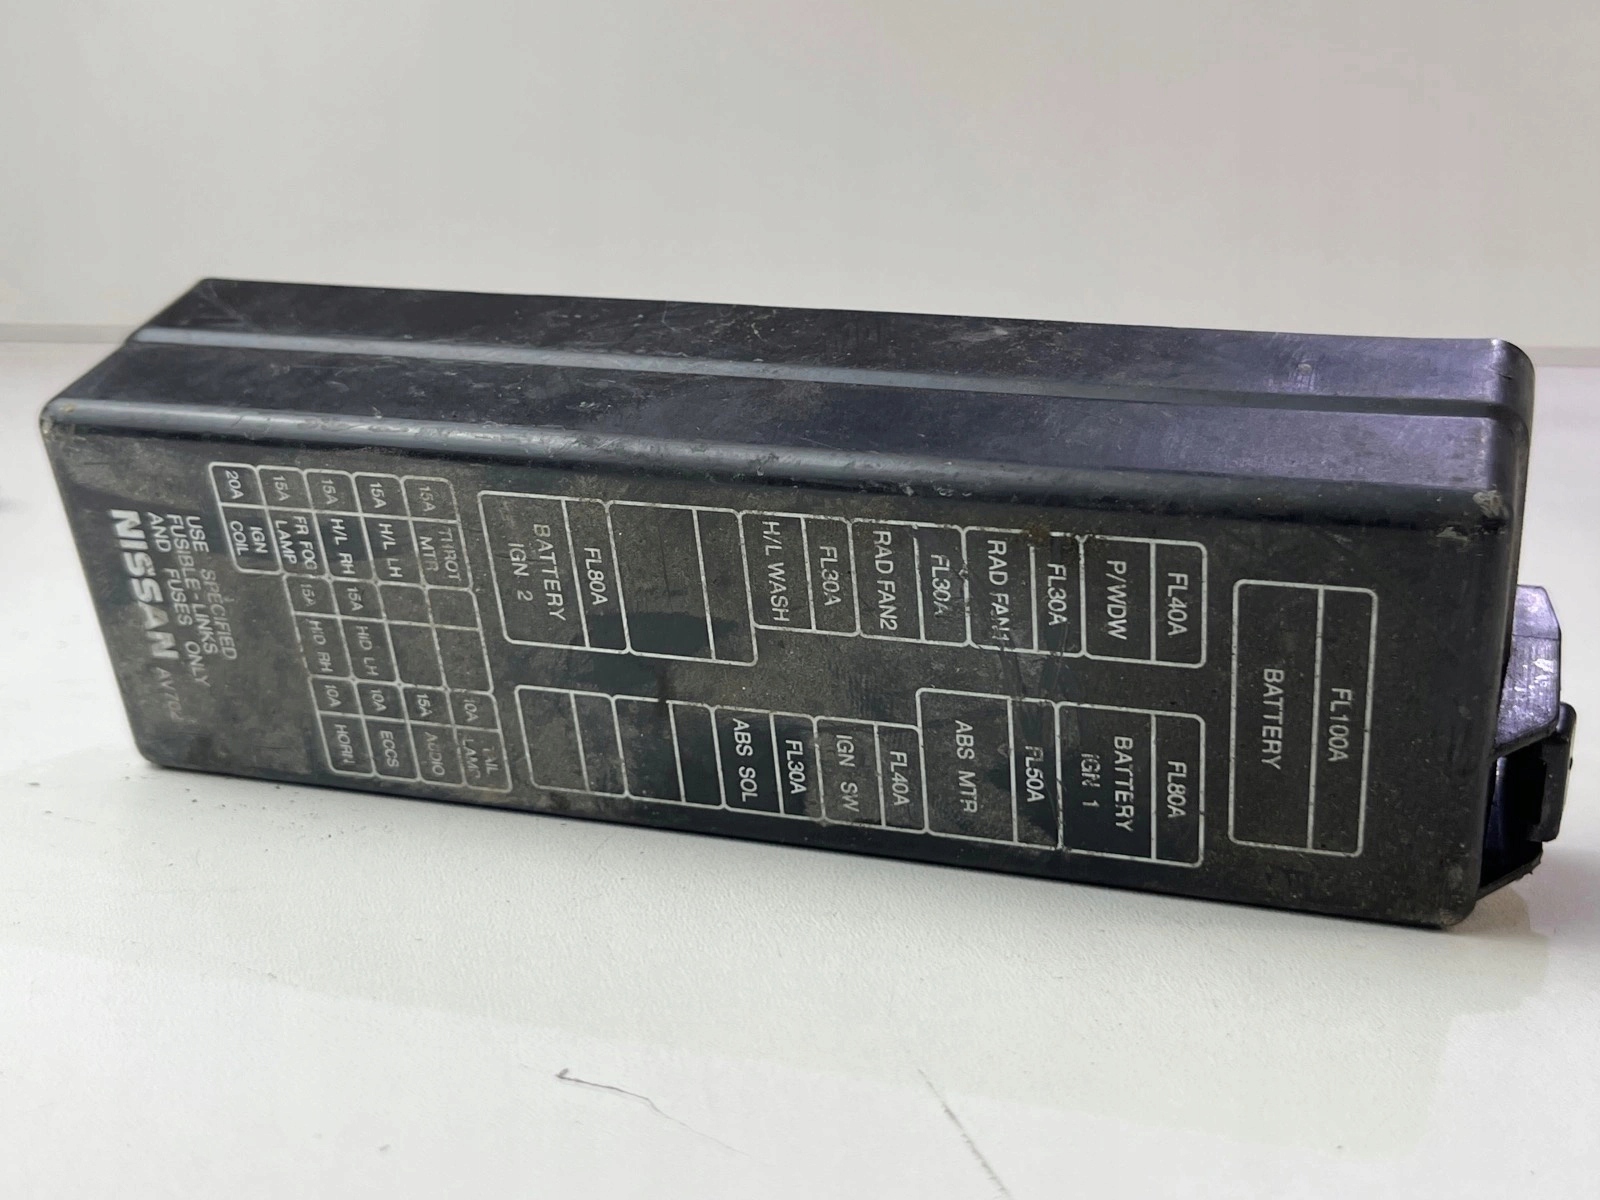 FL100A
BATTERY
FL40A
P/WDW
FL30A
RAD FAN1
FL30A
RAD FAN2
FL30A
H/L WASH
FL80A
BATTERY
IGN 2
FL80A
BATTERY
IGN 1
FL50A
ABS MTR
FL40A
IGN SW
FL30A
ABS SOL
15A
THROT
MTR
15A
H/L LH
15A
H/L RH
15A
FR FOG
LAMP
20A
IGN
COIL
15A
HID LH
15A
HID RH
10A
TAIL
LAMP
15A
AUDIO
10A
ECCS
10A
HORN
USE SPECIFIED
FUSIBLE-LINKS
AND FUSES ONLY
NISSAN